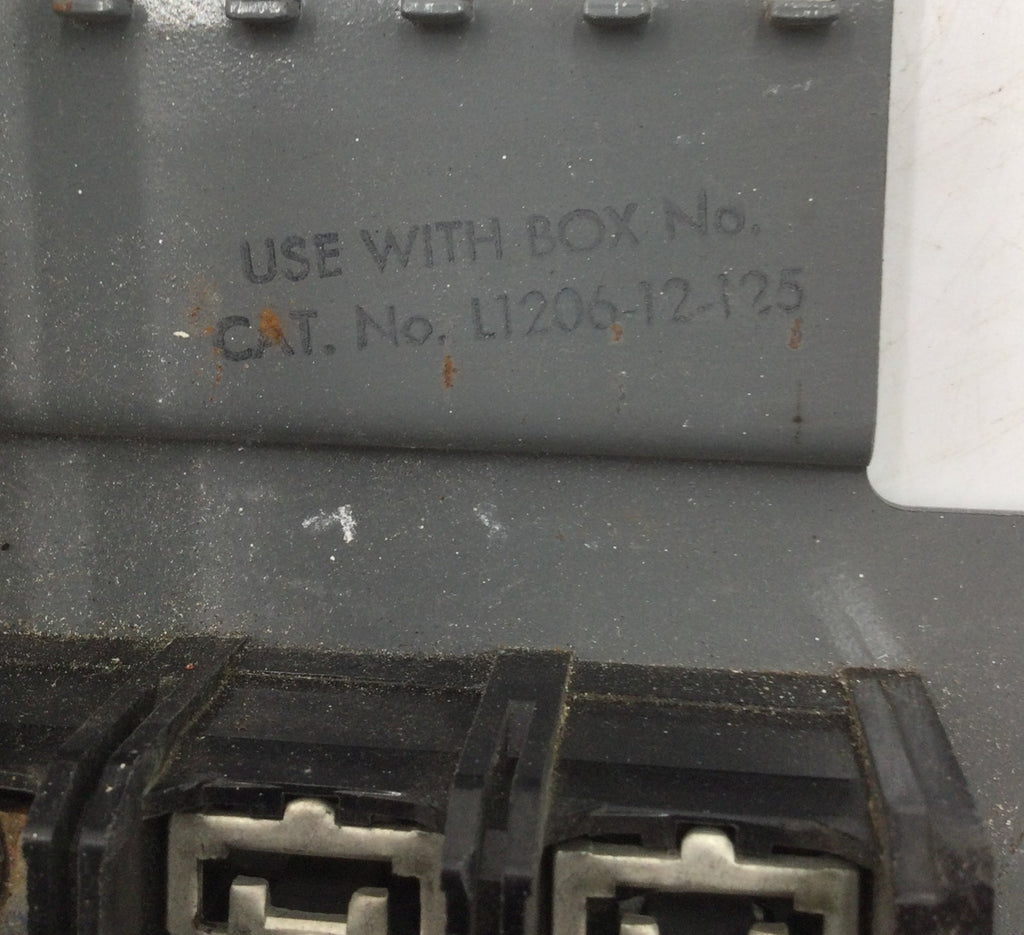 USE WITH BOX No.
CAT. No. L1206-12-125